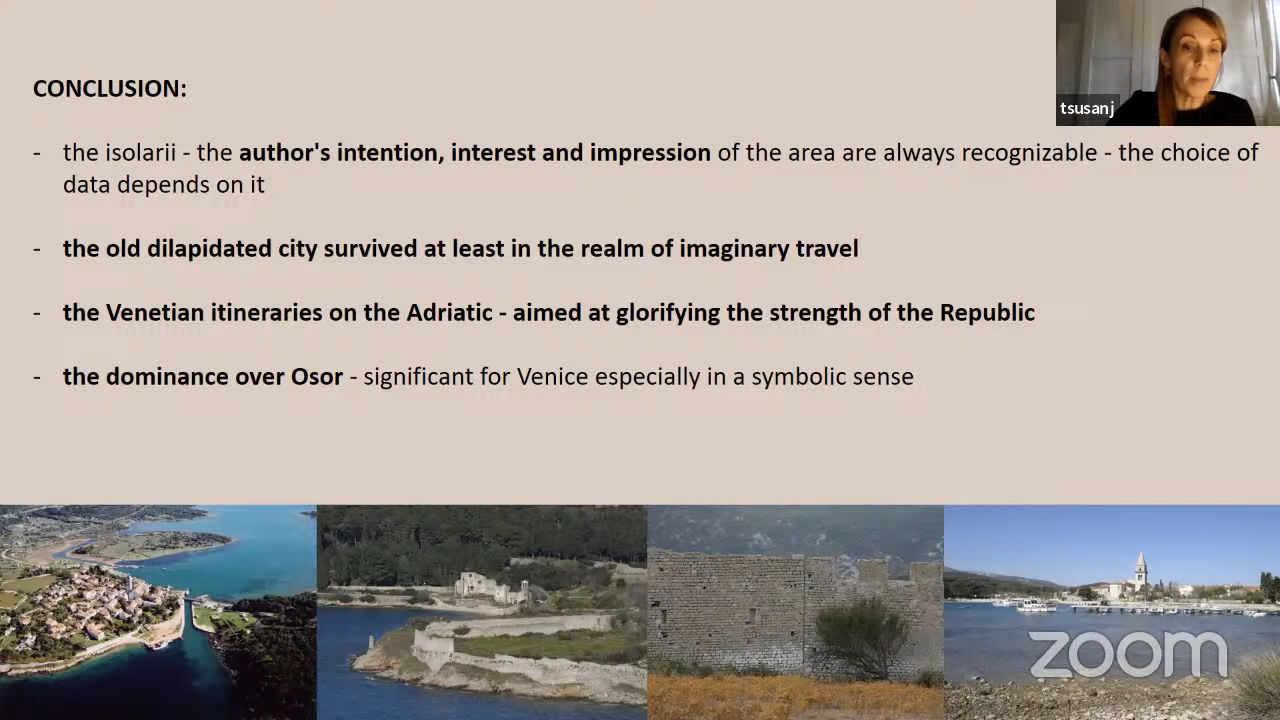 CONCLUSION:
tsusanj
- the isolarii - the author's intention, interest and impression of the area are always recognizable - the choice of
data depends on it
- the old dilapidated city survived at least in the realm of imaginary travel
- the Venetian itineraries on the Adriatic - aimed at glorifying the strength of the Republic
- the dominance over Osor - significant for Venice especially in a symbolic sense
zoom